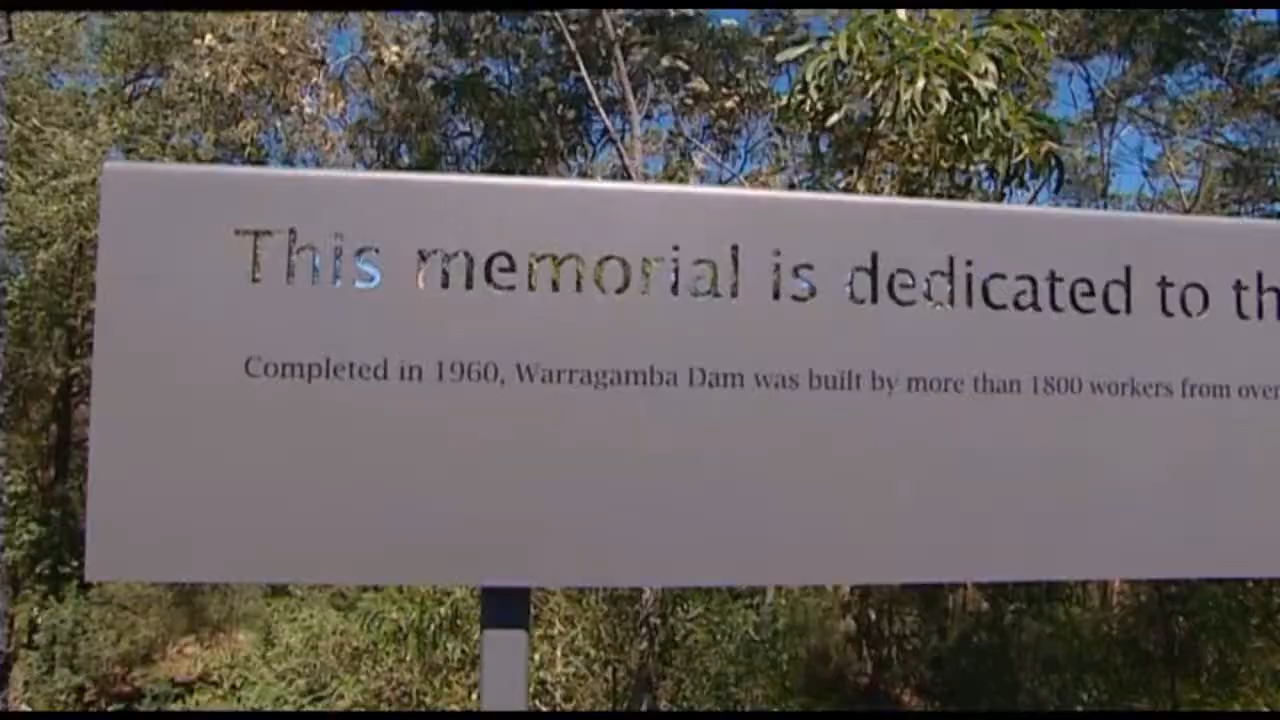 This memorial is dedicated to th
Completed in 1960, Warragamba Dam was built by more than 1800 workers from over